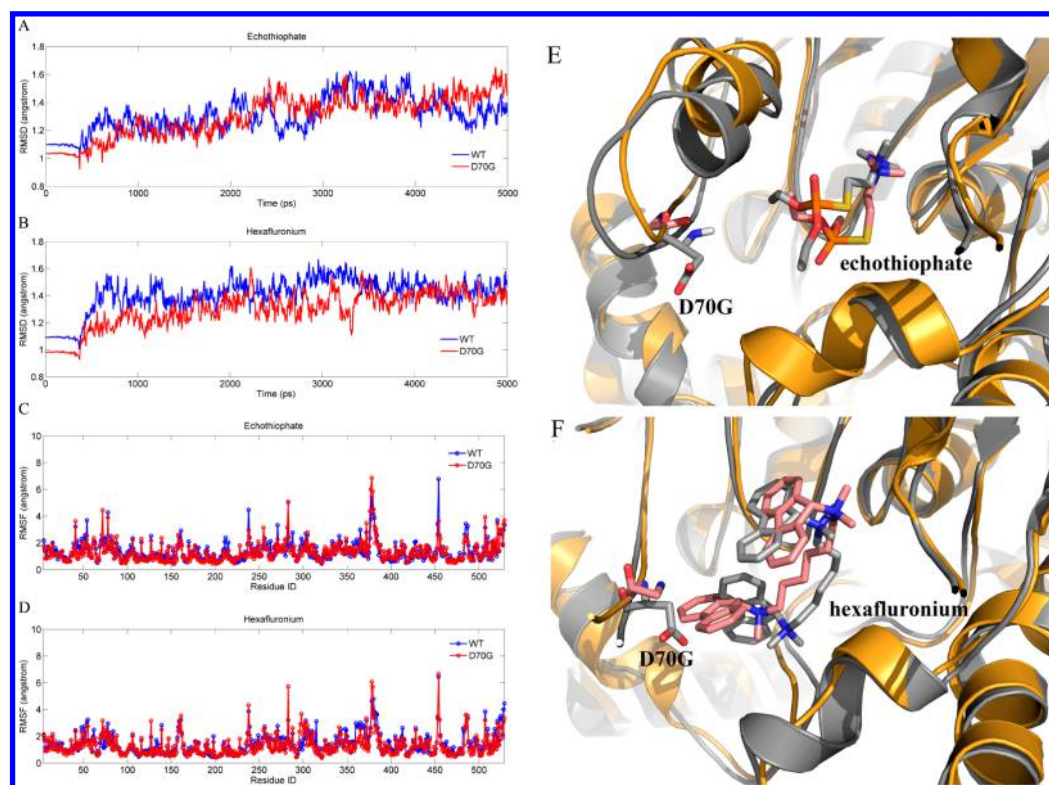 A
Echothiophate
1.8
1.6
1.4
1.2
1
0.8
RMSD (angstrom)
WT
D70G
0 1000 2000 3000 4000 5000
Time (ps)
B
Hexafluronium
1.8
1.6
1.4
1.2
1
0.8
RMSD (angstrom)
WT
D70G
0 1000 2000 3000 4000 5000
Time (ps)
C
Echothiophate
10
8
6
4
2
0
RMSF (angstrom)
WT
D70G
50 100 150 200 250 300 350 400 450 500
Residue ID
D
Hexafluronium
10
8
6
4
2
0
RMSF (angstrom)
WT
D70G
50 100 150 200 250 300 350 400 450 500
Residue ID
E
echothiophate
D70G
F
hexafluronium
D70G